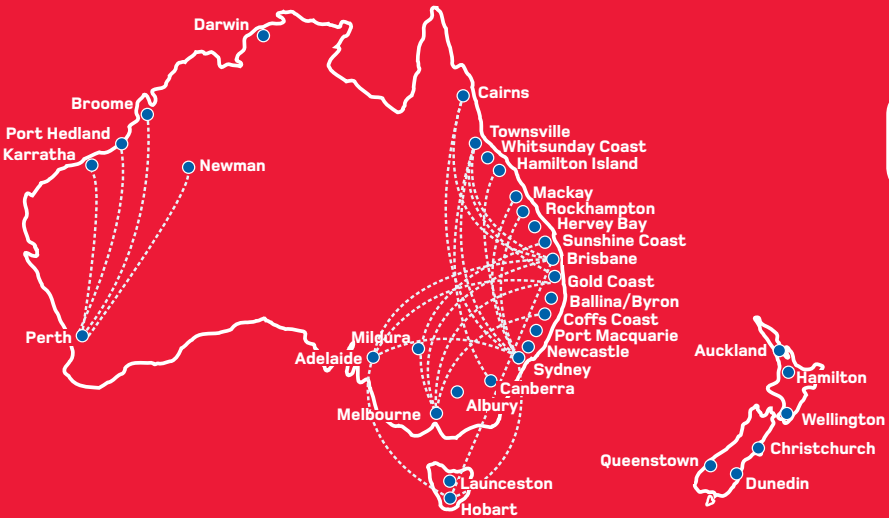 Darwin
Broome
Port Hedland
Karratha
Newman
Perth
Cairns
Townsville
Whitsunday Coast
Hamilton Island
Mackay
Rockhampton
Hervey Bay
Sunshine Coast
Brisbane
Gold Coast
Ballina/Byron
Coffs Coast
Port Macquarie
Newcastle
Sydney
Canberra
Albury
Mildura
Adelaide
Melbourne
Launceston
Hobart
Auckland
Hamilton
Wellington
Christchurch
Queenstown
Dunedin